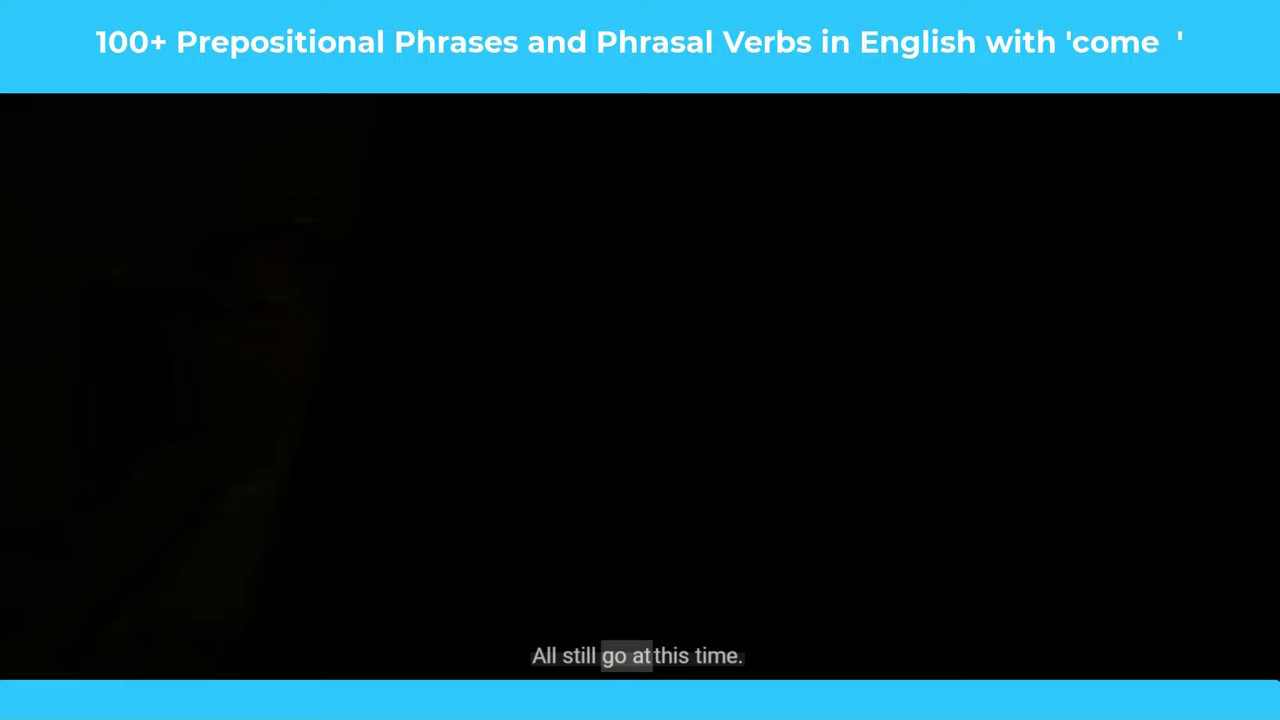 100+ Prepositional Phrases and Phrasal Verbs in English with 'come '
All still go at this time.